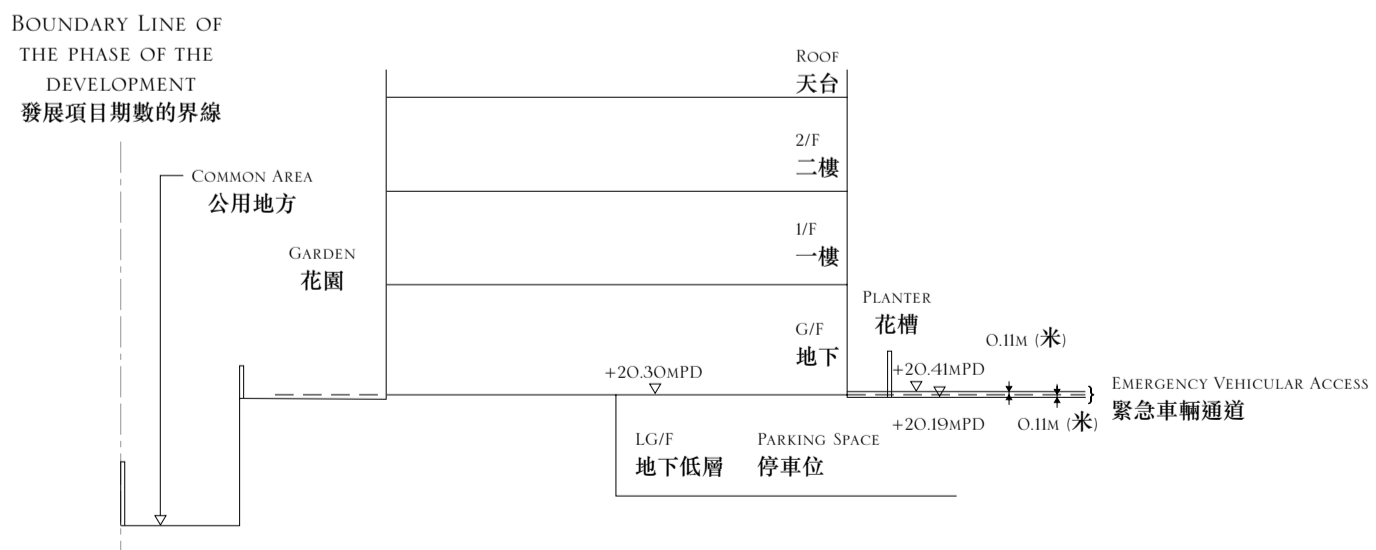 BOUNDARY LINE OF
THE PHASE OF THE
DEVELOPMENT
發展項目期數的界線
COMMON AREA
公用地方
GARDEN
花園
ROOF
天台
2/F
二樓
1/F
一樓
G/F
地下
PLANTER
花槽
0.11M (米)
+20.30MPD
+20.41MPD
EMERGENCY VEHICULAR ACCESS
緊急車輛通道
+20.19MPD
0.11M (米)
LG/F
地下低層
PARKING SPACE
停車位